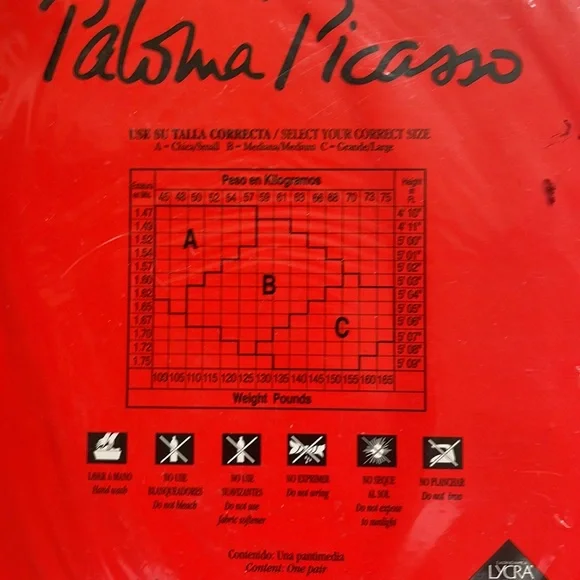 Paloma Picasso
USE SU TALLA CORRECTA / SELECT YOUR CORRECT SIZE
A = Chica/Small B = Mediana/Medium C = Grande/Large
Peso en Kilogramos
Estatura en Mts. 45 48 50 52 54 57 59 61 63 66 68 70 73 75 Height at Ft.
1.47 4' 10"
1.49 4' 11"
1.52 A 5' 00"
1.54 5' 01"
1.57 5' 02"
1.60 B 5' 03"
1.62 5' 04"
1.65 5' 05"
1.67 C 5' 06"
1.70 5' 07"
1.72 5' 08"
1.75 5' 09"
100 105 110 115 120 125 130 135 140 145 150 155 160 165
Weight Pounds
LAVAR A MANO
Hand wash
NO USE
BLANQUEADORES
Do not bleach
NO USE
SUAVIZANTES
Do not use
fabric softener
NO EXPRIMIR
Do not wring
NO SEQUE
AL SOL
Do not expose
to sunlight
NO PLANCHAR
Do not iron
Contenido: Una pantimedia
Content: One pair
LYCRA